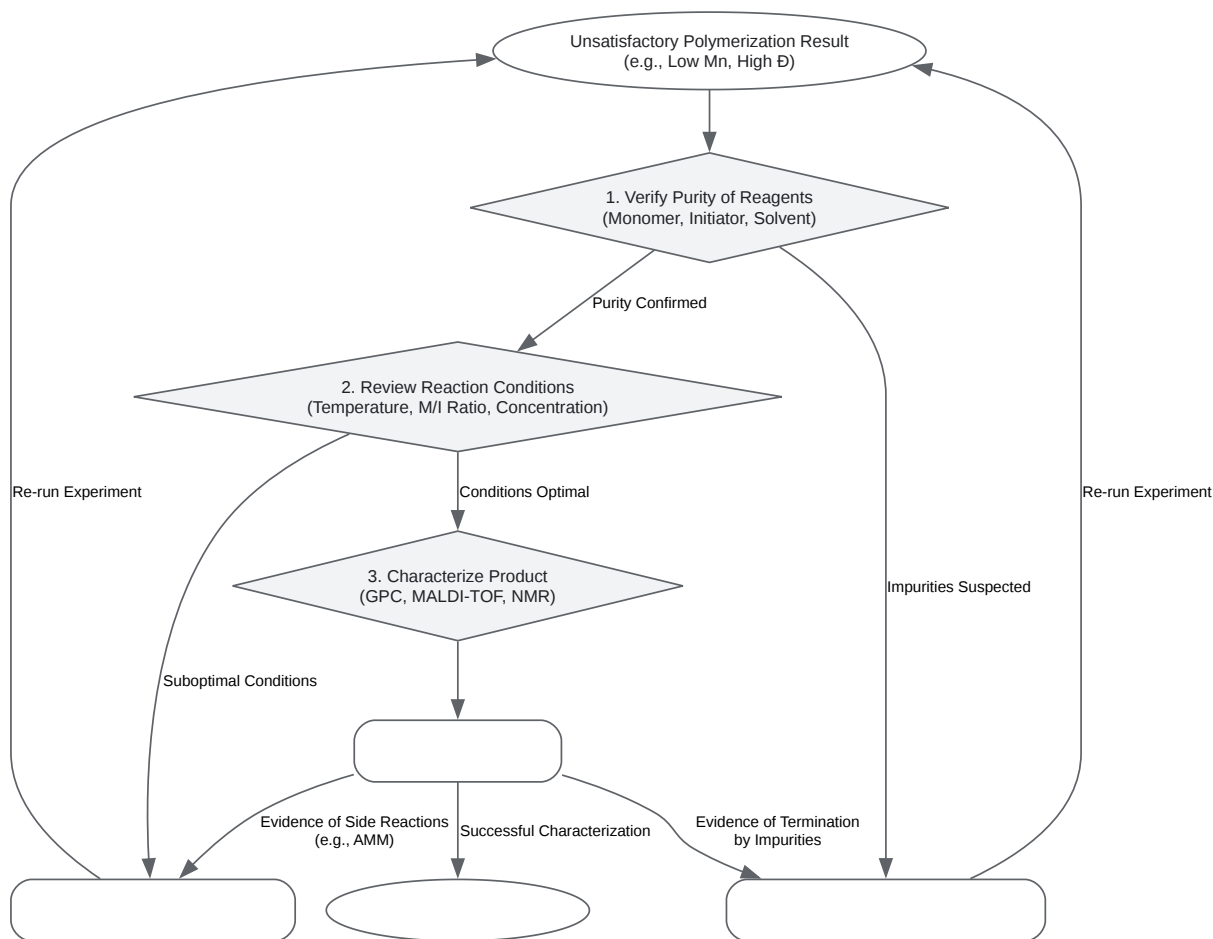 Unsatisfactory Polymerization Result
(e.g., Low Mn, High Đ)
1. Verify Purity of Reagents
(Monomer, Initiator, Solvent)
Purity Confirmed
2. Review Reaction Conditions
(Temperature, M/I Ratio, Concentration)
Re-run Experiment
Conditions Optimal
Re-run Experiment
3. Characterize Product
(GPC, MALDI-TOF, NMR)
Impurities Suspected
Suboptimal Conditions
Evidence of Side Reactions
(e.g., AMM)
Successful Characterization
Evidence of Termination
by Impurities